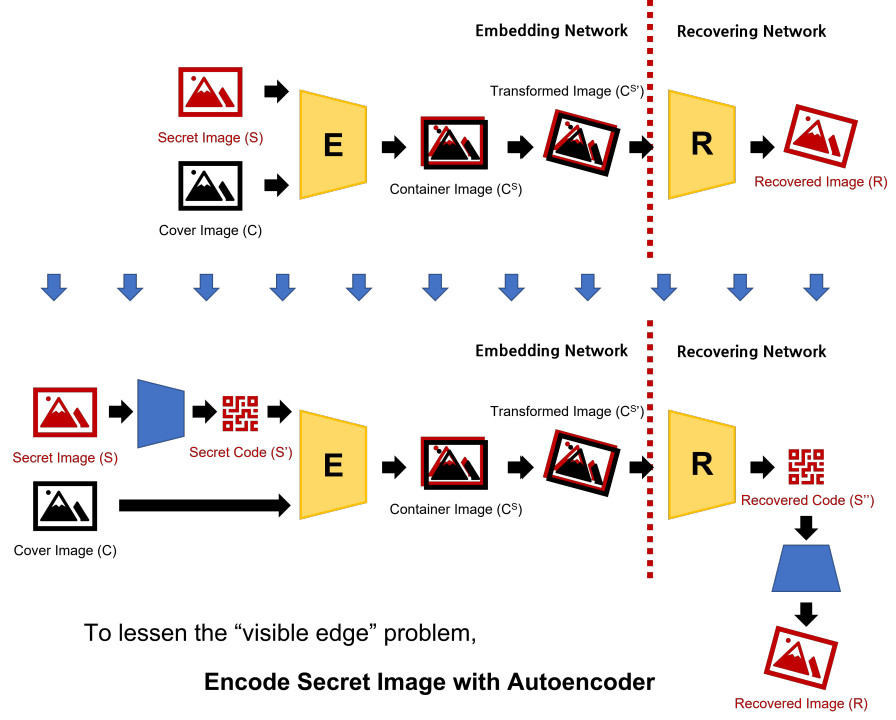 Embedding Network
Recovering Network
Transformed Image (C^S')
Secret Image (S)
E
R
Container Image (C^S)
Recovered Image (R)
Cover Image (C)
Embedding Network
Recovering Network
Transformed Image (C^S')
Secret Image (S)
Secret Code (S')
E
R
Container Image (C^S)
Recovered Code (S'')
Cover Image (C)
To lessen the “visible edge” problem,
Encode Secret Image with Autoencoder
Recovered Image (R)